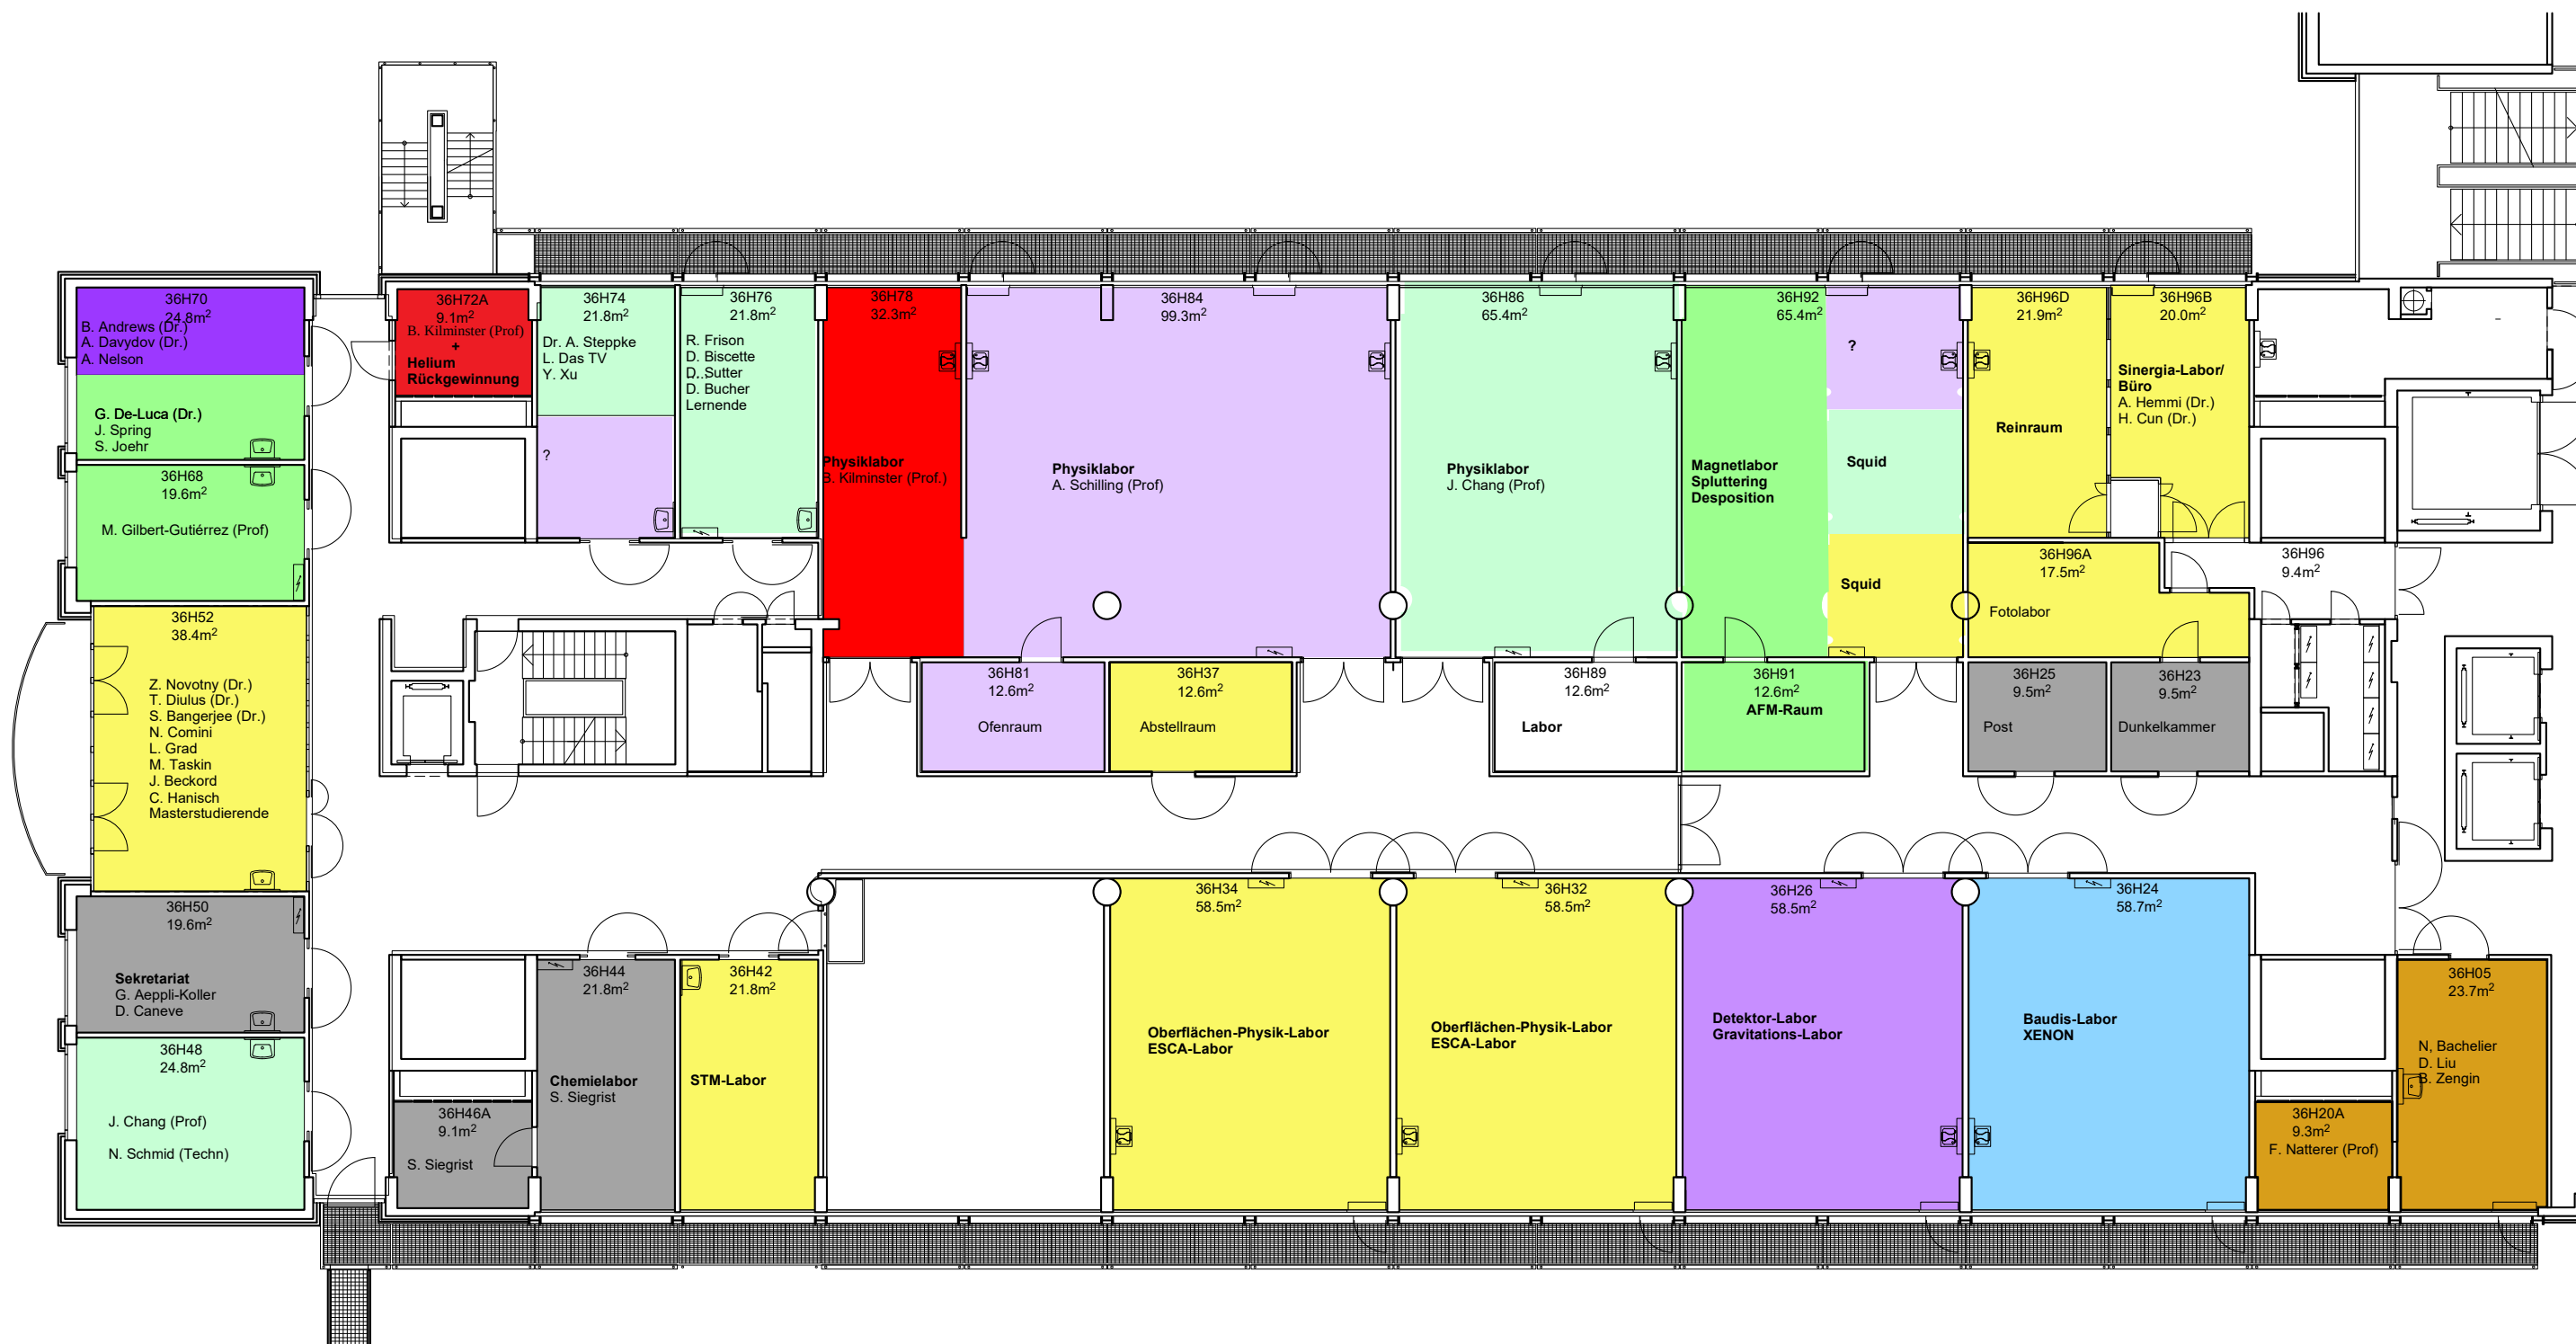 36H70
24.8m²
B. Andrews (Dr.)
A. Davydov (Dr.)
A. Nelson
G. De-Luca (Dr.)
J. Spring
S. Joehr
36H68
19.6m²
M. Gilbert-Gutiérrez (Prof)
36H52
38.4m²
Z. Novotny (Dr.)
T. Diulus (Dr.)
S. Bangerjee (Dr.)
N. Comini
L. Grad
M. Taskin
J. Beckord
C. Hanisch
Masterstudierende
36H50
19.6m²
Sekretariat
G. Aeppli-Koller
D. Caneve
36H48
24.8m²
J. Chang (Prof)
N. Schmid (Techn)
36H72A
9.1m²
B. Kilminster (Prof)
+
Helium
Rückgewinnung
36H74
21.8m²
Dr. A. Steppke
L. Das TV
Y. Xu
?
36H76
21.8m²
R. Frison
D. Biscette
D..Sutter
D. Bucher
Lernende
36H78
32.3m²
Physiklabor
B. Kilminster (Prof.)
36H84
99.3m²
Physiklabor
A. Schilling (Prof)
36H86
65.4m²
Physiklabor
J. Chang (Prof)
36H92
65.4m²
?
Magnetlabor
Spluttering
Desposition
Squid
Squid
36H96D
21.9m²
Reinraum
36H96B
20.0m²
Sinergia-Labor/
Büro
A. Hemmi (Dr.)
H. Cun (Dr.)
36H96A
17.5m²
Fotolabor
36H96
9.4m²
36H81
12.6m²
Ofenraum
36H37
12.6m²
Abstellraum
36H89
12.6m²
Labor
36H91
12.6m²
AFM-Raum
36H25
9.5m²
Post
36H23
9.5m²
Dunkelkammer
36H46A
9.1m²
S. Siegrist
36H44
21.8m²
Chemielabor
S. Siegrist
36H42
21.8m²
STM-Labor
36H34
58.5m²
Oberflächen-Physik-Labor
ESCA-Labor
36H32
58.5m²
Oberflächen-Physik-Labor
ESCA-Labor
36H26
58.5m²
Detektor-Labor
Gravitations-Labor
36H24
58.7m²
Baudis-Labor
XENON
36H20A
9.3m²
F. Natterer (Prof)
36H05
23.7m²
N, Bachelier
D. Liu
B. Zengin